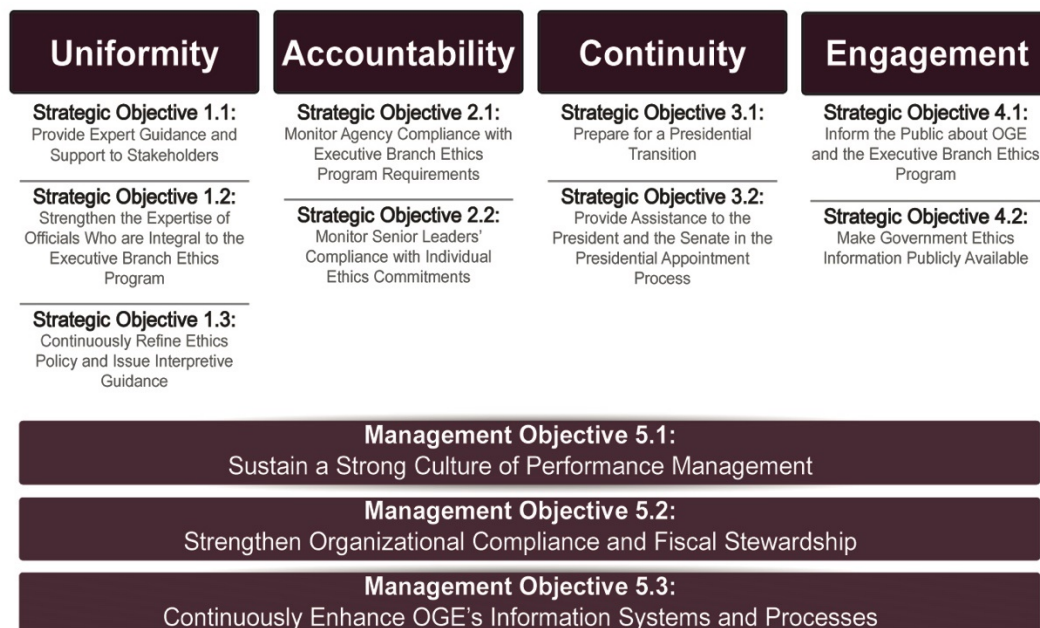 Uniformity
Strategic Objective 1.1:
Provide Expert Guidance and
Support to Stakeholders
Strategic Objective 1.2:
Strengthen the Expertise of
Officials Who are Integral to the
Executive Branch Ethics
Program
Strategic Objective 1.3:
Continuously Refine Ethics
Policy and Issue Interpretive
Guidance
Accountability
Strategic Objective 2.1:
Monitor Agency Compliance with
Executive Branch Ethics
Program Requirements
Strategic Objective 2.2:
Monitor Senior Leaders'
Compliance with Individual
Ethics Commitments
Continuity
Strategic Objective 3.1:
Prepare for a Presidential
Transition
Strategic Objective 3.2:
Provide Assistance to the
President and the Senate in the
Presidential Appointment
Process
Engagement
Strategic Objective 4.1:
Inform the Public about OGE
and the Executive Branch Ethics
Program
Strategic Objective 4.2:
Make Government Ethics
Information Publicly Available
Management Objective 5.1:
Sustain a Strong Culture of Performance Management
Management Objective 5.2:
Strengthen Organizational Compliance and Fiscal Stewardship
Management Objective 5.3:
Continuously Enhance OGE's Information Systems and Processes